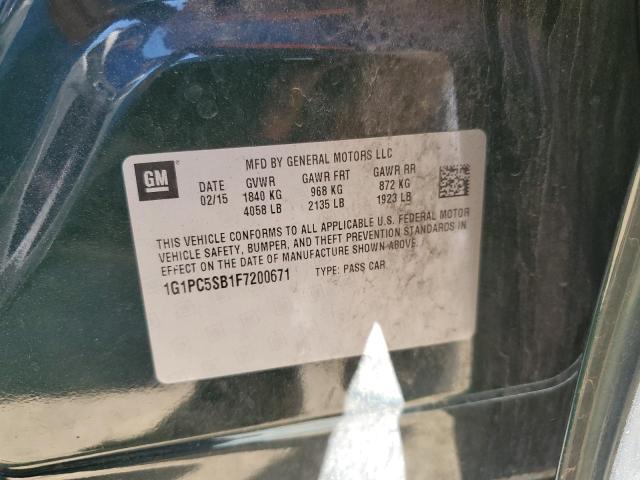 GM
MFD BY GENERAL MOTORS LLC
DATE GVWR GAWR FRT GAWR RR
02/15 1840 KG 968 KG 872 KG
4058 LB 2135 LB 1923 LB
THIS VEHICLE CONFORMS TO ALL APPLICABLE U.S. FEDERAL MOTOR
VEHICLE SAFETY, BUMPER, AND THEFT PREVENTION STANDARDS IN
EFFECT ON THE DATE OF MANUFACTURE SHOWN ABOVE.
1G1PC5SB1F7200671 TYPE: PASS CAR